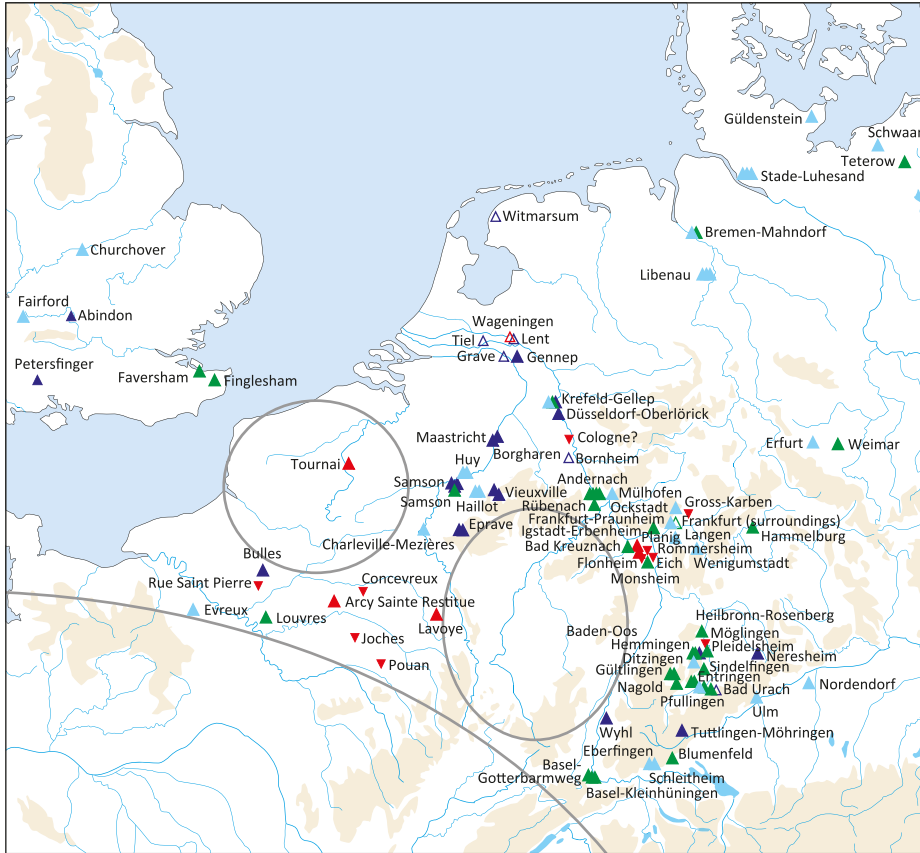 Güldenstein
Schwaan
Teterow
Stade-Luhesand
Witmarsum
Bremen-Mahndorf
Churchover
Libenau
Fairford
Abindon
Wageningen
Tiel
Lent
Grave
Gennep
Petersfinger
Faversham
Finglesham
Krefeld-Gellep
Düsseldorf-Oberlörick
Maastricht
Cologne?
Borgharen
Erfurt
Weimar
Tournai
Huy
Bornheim
Andernach
Samson
Vieuxville
Mülhofen
Samson
Haillot
Rübenach
Ockstadt
Gross-Karben
Frankfurt-Praunheim
Frankfurt (surroundings)
Eprave
Igstadt-Erbenheim
Langen
Hammelburg
Charleville-Mezières
Planig
Bad Kreuznach
Rommersheim
Bulles
Flonheim
Eich
Wenigumstadt
Rue Saint Pierre
Concevreux
Monsheim
Evreux
Louvres
Arcy Sainte Restitue
Lavoye
Heilbronn-Rosenberg
Baden-Oos
Möglingen
Joches
Hemmingen
Pleidelsheim
Ditzingen
Neresheim
Pouan
Gültlingen
Sindelfingen
Entringen
Nagold
Bad Urach
Nordendorf
Pfullingen
Ulm
Wyhl
Tuttlingen-Möhringen
Eberfingen
Blumenfeld
Basel-
Gotterbarmweg
Schleitheim
Basel-Kleinhüningen